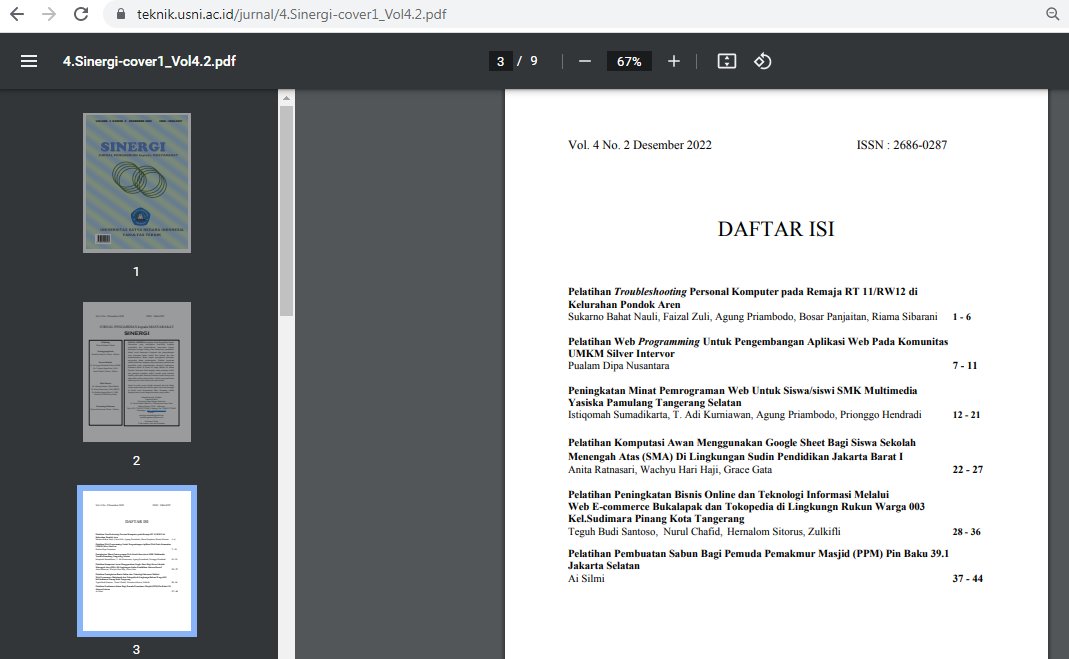 teknik.usni.ac.id/jurnal/4.Sinergi-cover1_Vol4.2.pdf
4.Sinergi-cover1_Vol4.2.pdf
3 / 9
67%
SINERGI
1
SINERGI
2
DAFTAR ISI
3
Vol. 4 No. 2 Desember 2022 ISSN : 2686-0287
DAFTAR ISI
Pelatihan Troubleshooting Personal Komputer pada Remaja RT 11/RW12 di
Kelurahan Pondok Aren
Sukarno Bahat Nauli, Faizal Zuli, Agung Priambodo, Bosar Panjaitan, Riama Sibarani 1 - 6
Pelatihan Web Programming Untuk Pengembangan Aplikasi Web Pada Komunitas
UMKM Silver Intervor
Pualam Dipa Nusantara 7 - 11
Peningkatan Minat Pemrograman Web Untuk Siswa/siswi SMK Multimedia
Yasiska Pamulang Tangerang Selatan
Istiqomah Sumadikarta, T. Adi Kurniawan, Agung Priambodo, Prionggo Hendradi 12 - 21
Pelatihan Komputasi Awan Menggunakan Google Sheet Bagi Siswa Sekolah
Menengah Atas (SMA) Di Lingkungan Sudin Pendidikan Jakarta Barat I
Anita Ratnasari, Wachyu Hari Haji, Grace Gata 22 - 27
Pelatihan Peningkatan Bisnis Online dan Teknologi Informasi Melalui
Web E-commerce Bukalapak dan Tokopedia di Lingkungn Rukun Warga 003
Kel.Sudimara Pinang Kota Tangerang
Teguh Budi Santoso, Nurul Chafid, Hernalom Sitorus, Zulkifli 28 - 36
Pelatihan Pembuatan Sabun Bagi Pemuda Pemakmur Masjid (PPM) Pin Baku 39.1
Jakarta Selatan
Ai Silmi 37 - 44